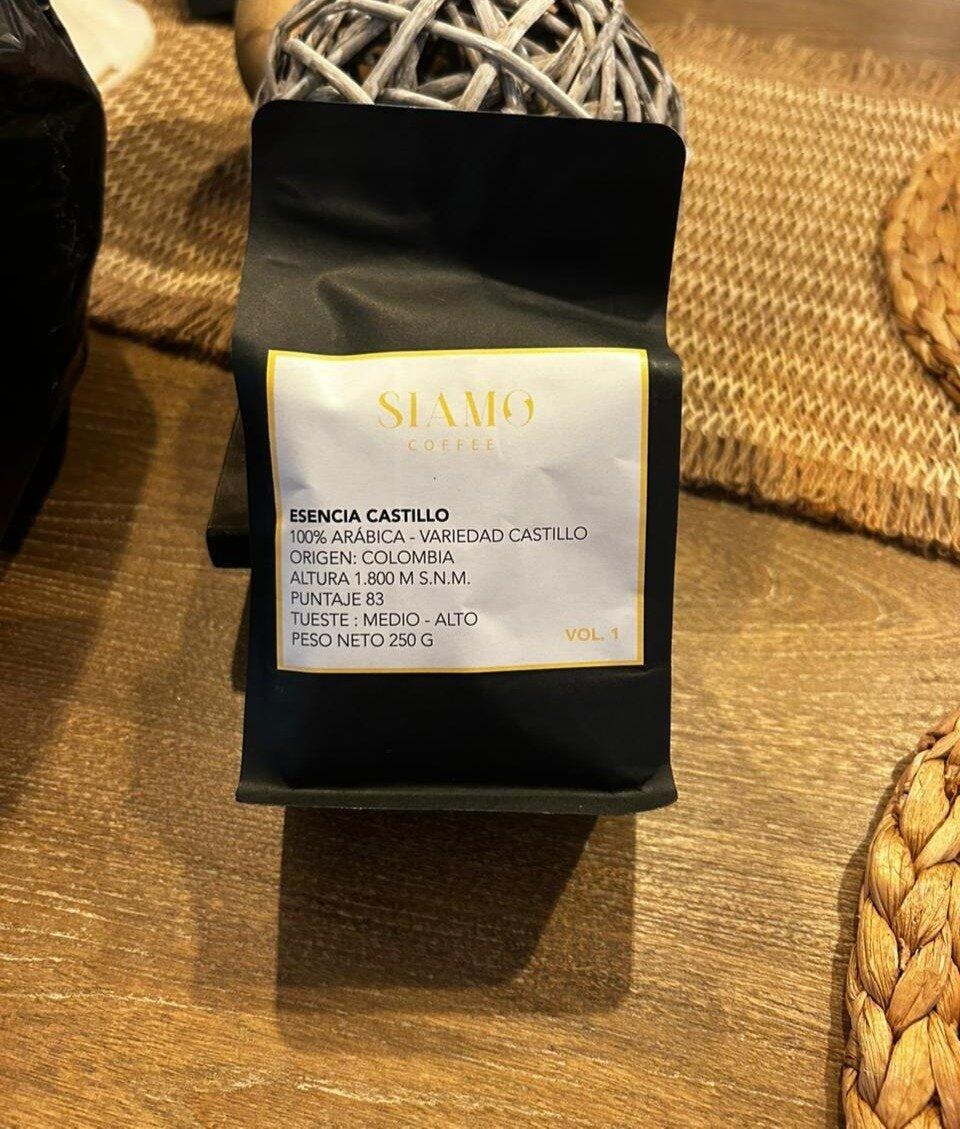 SIAMO
COFFEE
ESENCIA CASTILLO
100% ARÁBICA - VARIEDAD CASTILLO
ORIGEN: COLOMBIA
ALTURA 1.800 M S.N.M.
PUNTAJE 83
TUESTE : MEDIO - ALTO
PESO NETO 250 G
VOL. 1